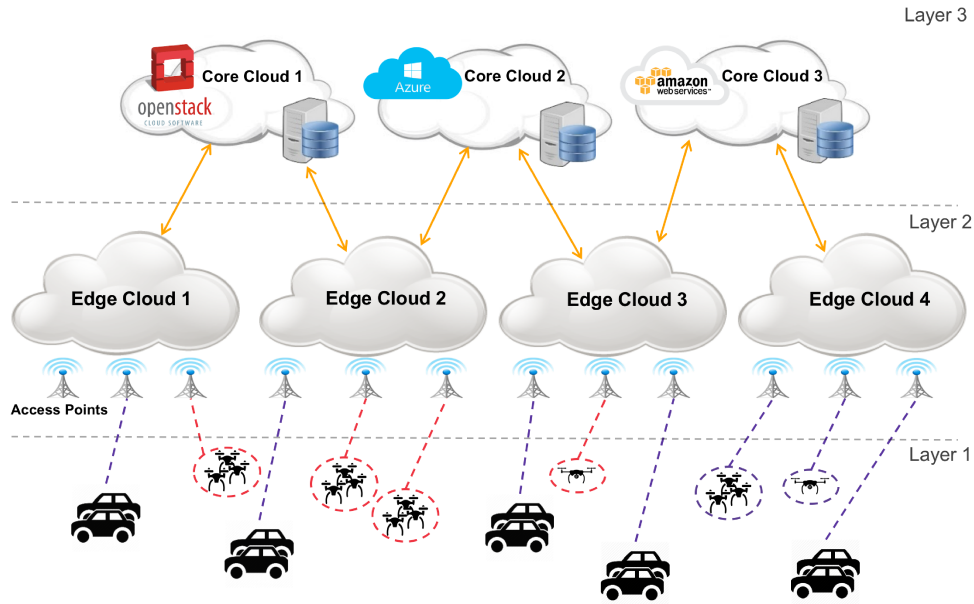 Layer 3
Core Cloud 1
openstack
CLOUD SOFTWARE
Azure
Core Cloud 2
amazon
webservices™
Core Cloud 3
Layer 2
Edge Cloud 1
Edge Cloud 2
Edge Cloud 3
Edge Cloud 4
Access Points
Layer 1